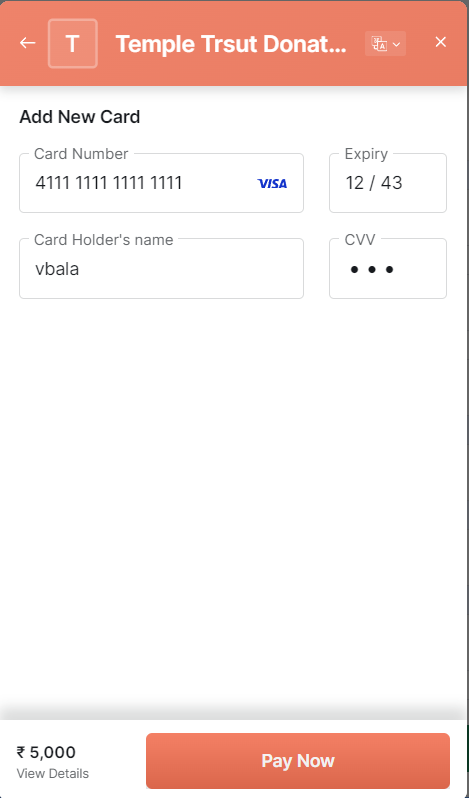 T
Temple Trsut Donat...
Add New Card
Card Number
4111 1111 1111 1111
VISA
Expiry
12 / 43
Card Holder's name
vbala
CVV
• • •
₹ 5,000
View Details
Pay Now